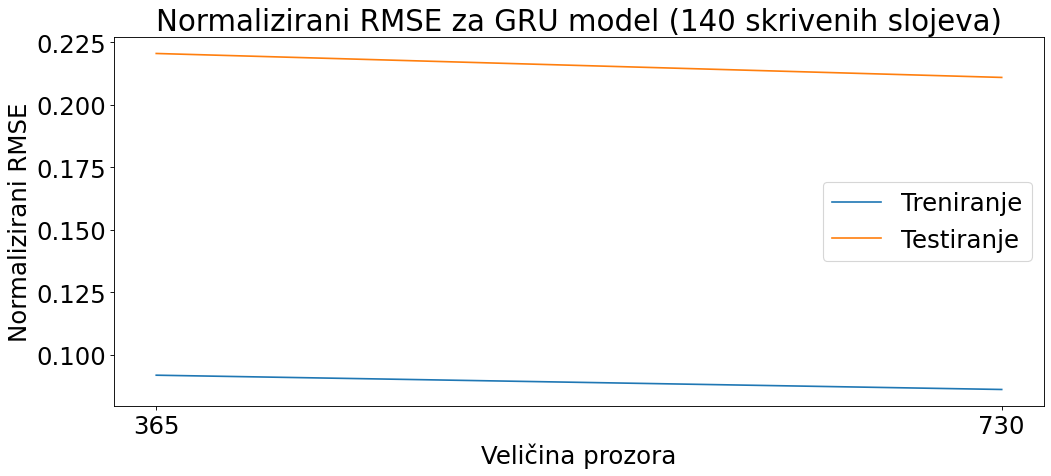 Normalizirani RMSE za GRU model (140 skrivenih slojeva)
Normalizirani RMSE
0.225
0.200
0.175
0.150
0.125
0.100
Treniranje
Testiranje
365
730
Veličina prozora